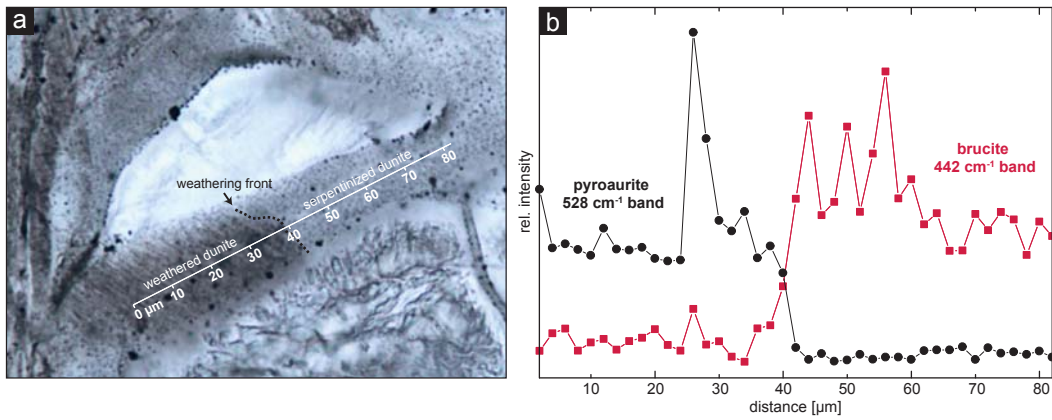 a
weathering front
weathered dunite
serpentinized dunite
0 µm 10 20 30 40 50 60 70 80
b
rel. intensity
pyroaurite
528 cm⁻¹ band
brucite
442 cm⁻¹ band
10 20 30 40 50 60 70 80
distance [µm]